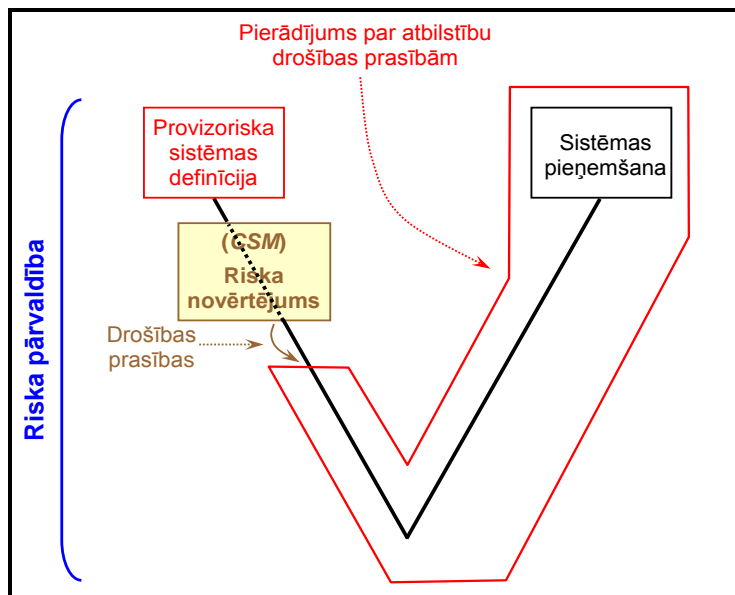 Pierādījums par atbilstību
drošības prasībām
Provizoriska
sistēmas
definīcija
Sistēmas
pieņemšana
(CSM)
Riska
novērtējums
Drošības
prasības
Riska pārvaldība